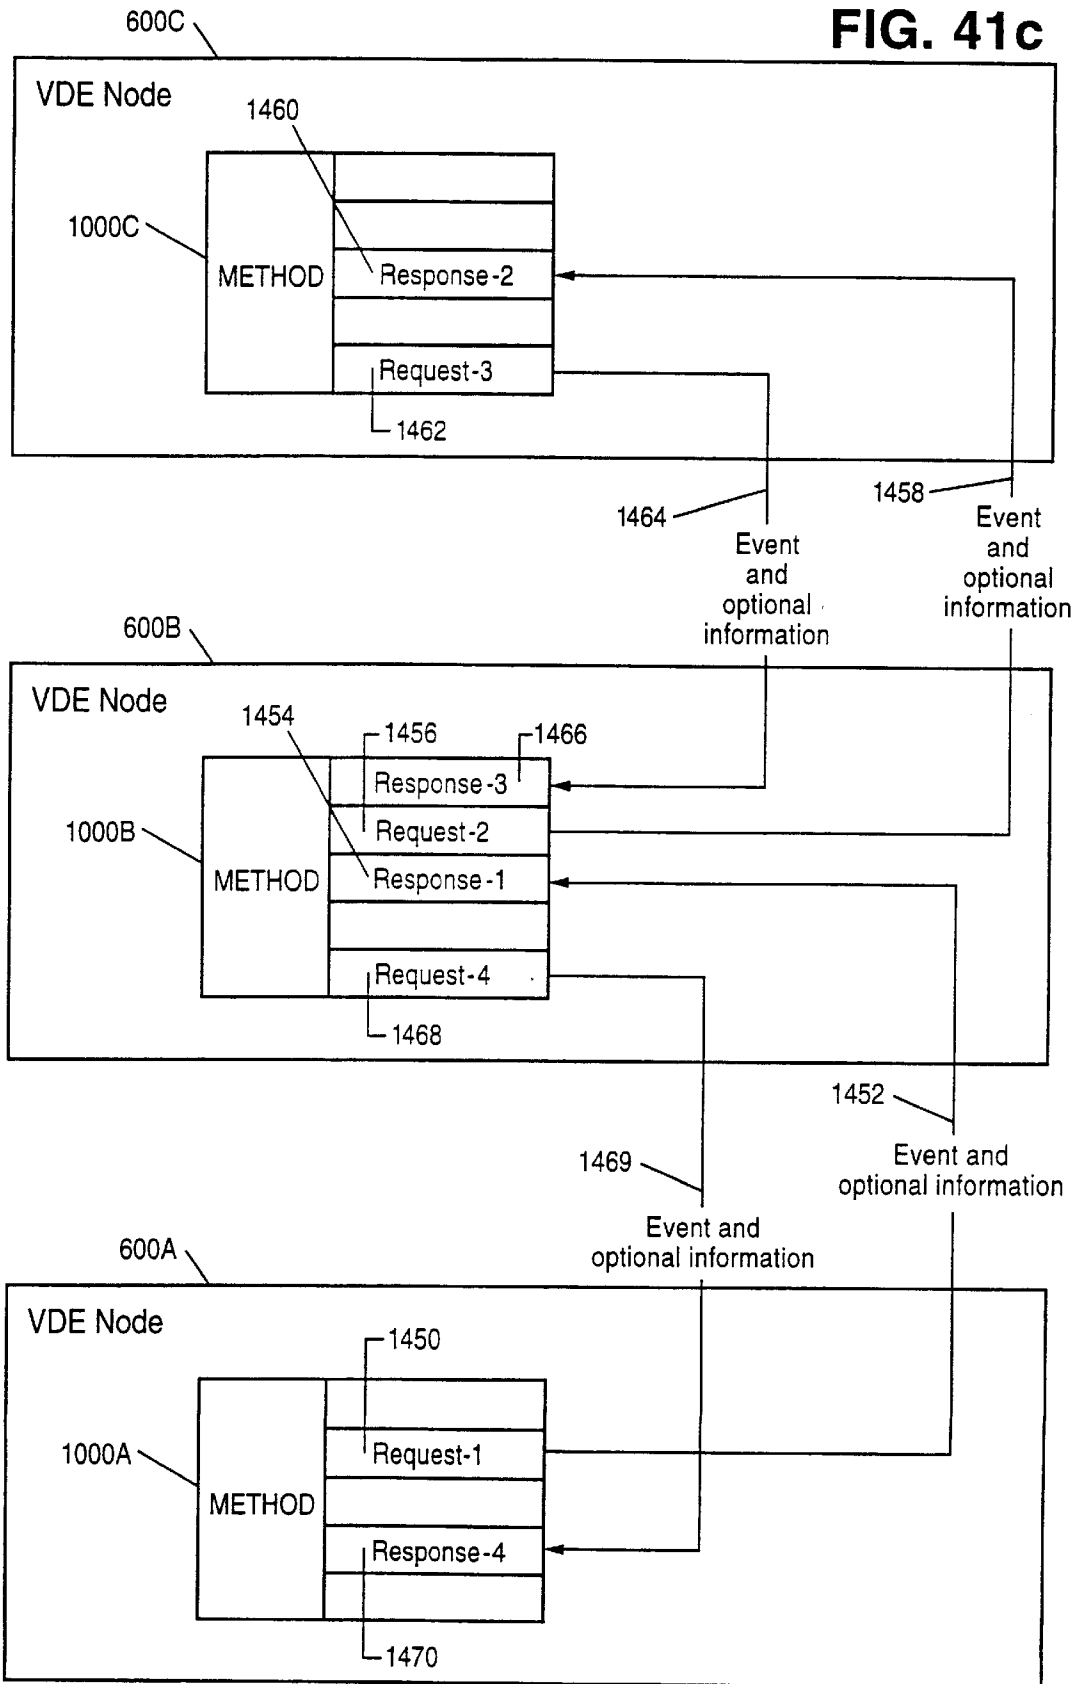 FIG. 41c
600C
VDE Node
1460
1000C
METHOD
Response-2
Request-3
1462
1464
1458
Event
and
optional
information
Event
and
optional
information
600B
VDE Node
1454
1456
1466
1000B
METHOD
Response-3
Request-2
Response-1
Request-4
1468
1452
Event and
optional information
1469
Event and
optional information
600A
VDE Node
1450
1000A
METHOD
Request-1
Response-4
1470